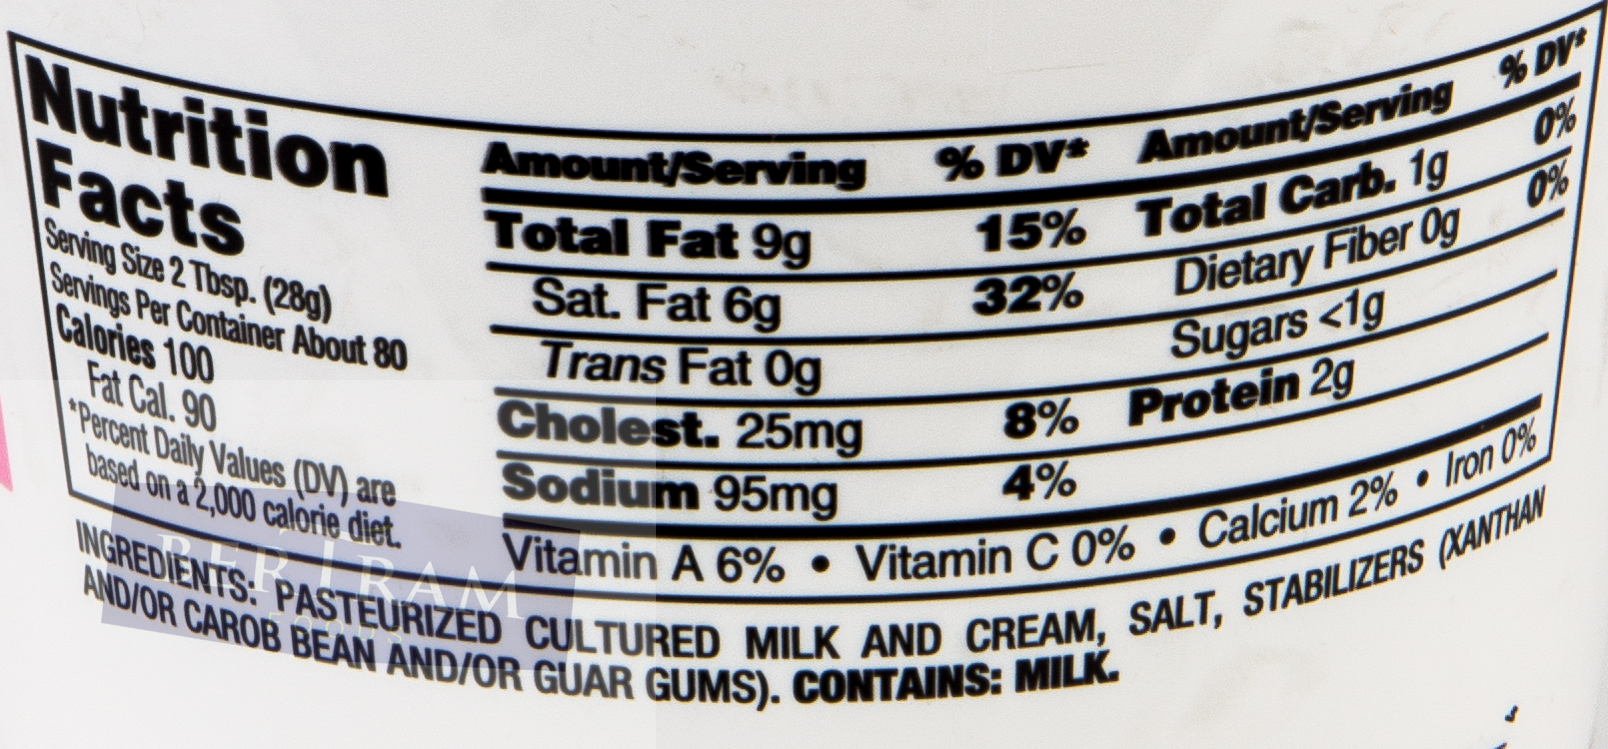 Nutrition
Facts
Serving Size 2 Tbsp. (28g)
Servings Per Container About 80
Calories 100
Fat Cal. 90
*Percent Daily Values (DV) are
based on a 2,000 calorie diet.
Amount/Serving % DV* Amount/Serving % DV*
Total Fat 9g 15% Total Carb. 1g 0%
Sat. Fat 6g 32% Dietary Fiber 0g 0%
Trans Fat 0g Sugars <1g
Cholest. 25mg 8% Protein 2g
Sodium 95mg 4%
Vitamin A 6% • Vitamin C 0% • Calcium 2% • Iron 0%
INGREDIENTS: PASTEURIZED CULTURED MILK AND CREAM, SALT, STABILIZERS (XANTHAN
AND/OR CAROB BEAN AND/OR GUAR GUMS). CONTAINS: MILK.
BERTRAM
FOODS